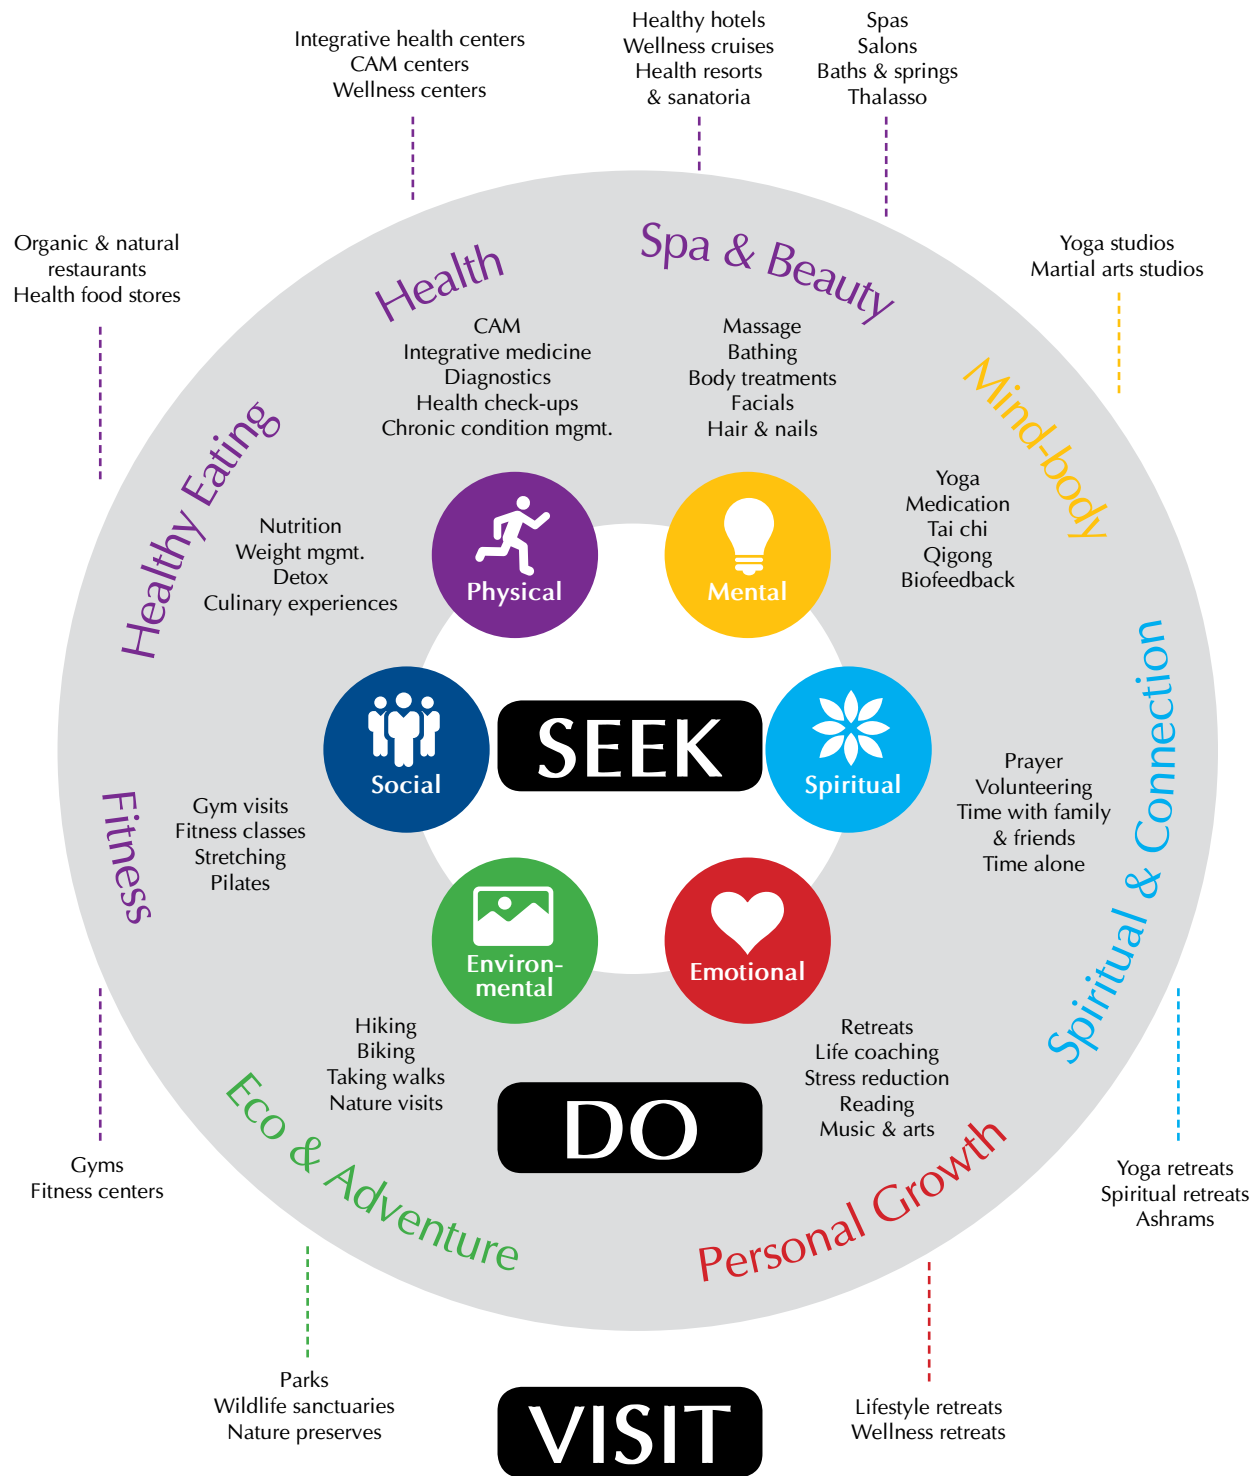 Integrative health centers
CAM centers
Wellness centers
Healthy hotels
Wellness cruises
Health resorts
& sanatoria
Spas
Salons
Baths & springs
Thalasso
Organic & natural
restaurants
Health food stores
Yoga studios
Martial arts studios
Health
Spa & Beauty
Mind-body
Healthy Eating
CAM
Integrative medicine
Diagnostics
Health check-ups
Chronic condition mgmt.
Massage
Bathing
Body treatments
Facials
Hair & nails
Yoga
Medication
Tai chi
Qigong
Biofeedback
Nutrition
Weight mgmt.
Detox
Culinary experiences
Physical
Mental
Social
SEEK
Spiritual
Spiritual & Connection
Prayer
Volunteering
Time with family
& friends
Time alone
Fitness
Gym visits
Fitness classes
Stretching
Pilates
Environ-
mental
Emotional
Hiking
Biking
Taking walks
Nature visits
Retreats
Life coaching
Stress reduction
Reading
Music & arts
DO
Eco & Adventure
Personal Growth
Gyms
Fitness centers
Yoga retreats
Spiritual retreats
Ashrams
Parks
Wildlife sanctuaries
Nature preserves
VISIT
Lifestyle retreats
Wellness retreats